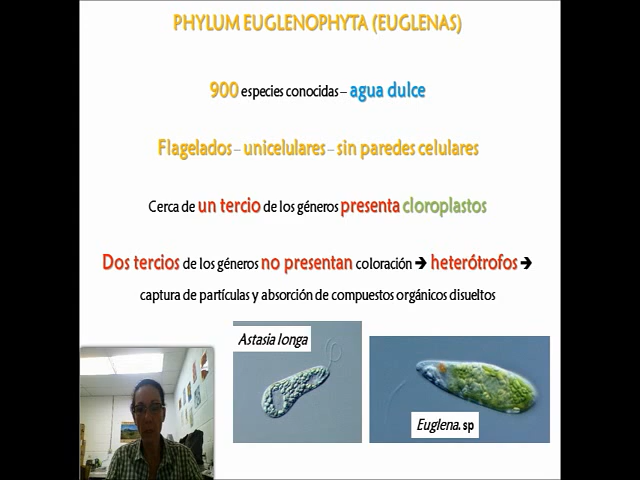 PHYLUM EUGLENOPHYTA (EUGLENAS)
900 especies conocidas – agua dulce
Flagelados – unicelulares – sin paredes celulares
Cerca de un tercio de los géneros presenta cloroplastos
Dos tercios de los géneros no presentan coloración → heterótrofos →
captura de partículas y absorción de compuestos orgánicos disueltos
Astasia longa
Euglena. sp